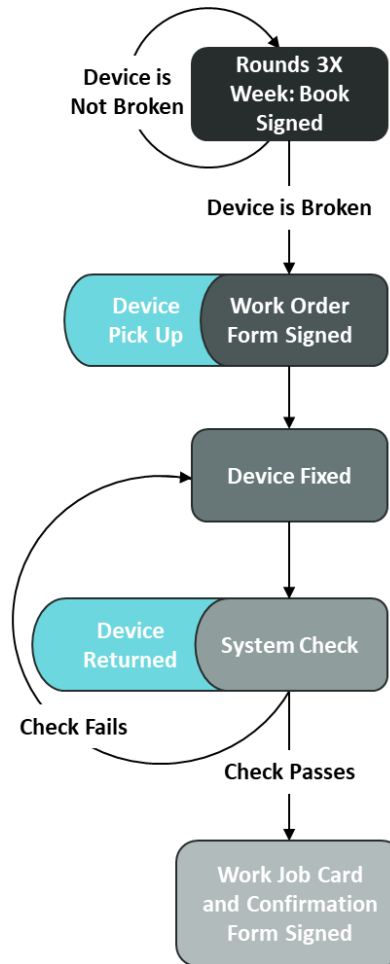 Device is
Not Broken
Rounds 3X
Week: Book
Signed
Device is Broken
Device
Pick Up
Work Order
Form Signed
Device Fixed
Device
Returned
System Check
Check Fails
Check Passes
Work Job Card
and Confirmation
Form Signed